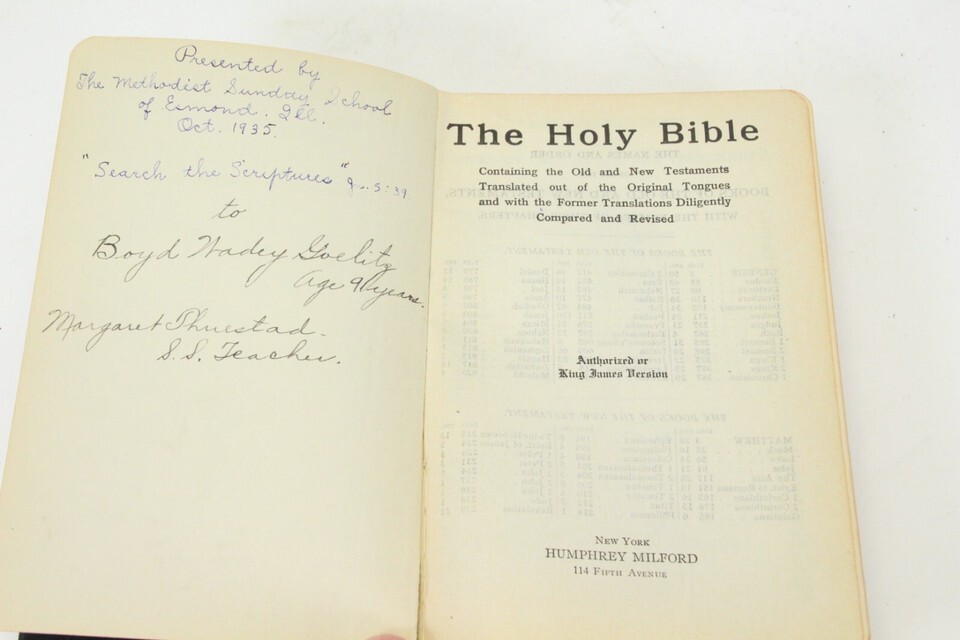 Presented by
The Methodist Sunday School
of Esmond. Ill.
Oct. 1935.
"Search the Scriptures" J.. 5:39
to
Boyd Wadey Goelitz
age 9 years.
Margaret
S.S. Teacher.
The Holy Bible
Containing the Old and New Testaments
Translated out of the Original Tongues
and with the Former Translations Diligently
Compared and Revised
Authorized or
King James Version
NEW YORK
HUMPHREY MILFORD
114 FIFTH AVENUE